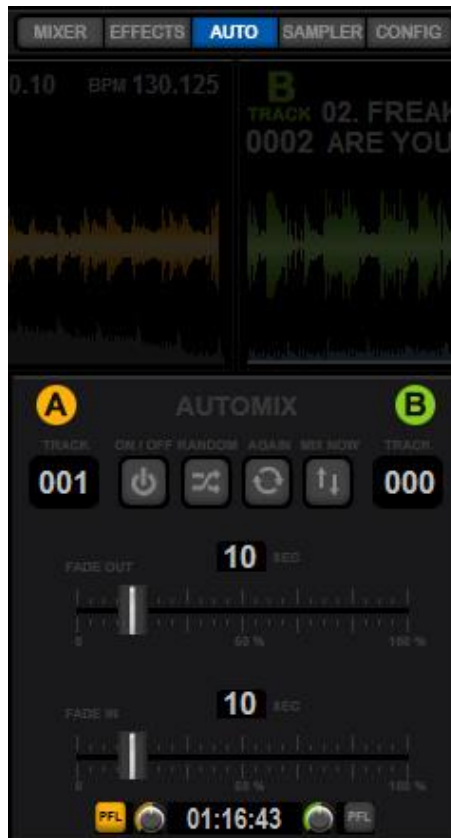 MIXER EFFECTS AUTO SAMPLER CONFIG
0.10 BPM 130.125
B
TRACK 02. FREAK
0002 ARE YOU
A AUTOMIX B
TRACK ON / OFF RANDOM AGAIN MIX NOW TRACK
001 000
10 SEC
FADE OUT
0 50 % 100 %
10 SEC
FADE IN
0 50 % 100 %
PFL 01:16:43 PFL